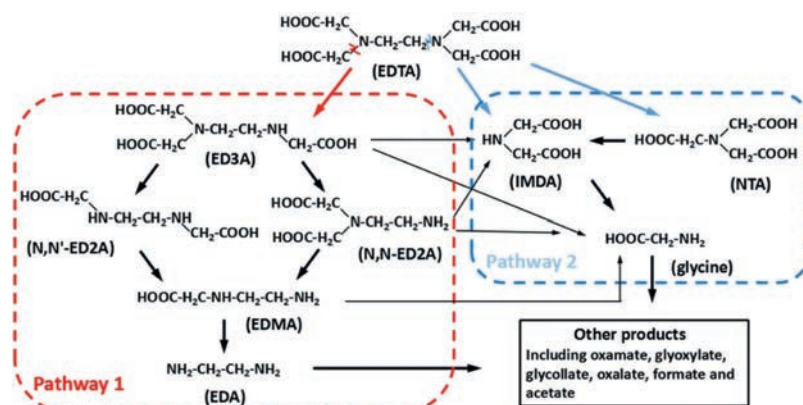 HOOC-H₂C CH₂-COOH
N-CH₂-CH₂-N
HOOC-H₂C CH₂-COOH
(EDTA)
HOOC-H₂C
N-CH₂-CH₂-NH
HOOC-H₂C CH₂-COOH
(ED3A)
CH₂-COOH
HN
CH₂-COOH
(IMDA)
CH₂-COOH
HOOC-H₂C-N
CH₂-COOH
(NTA)
HOOC-H₂C
HN-CH₂-CH₂-NH
CH₂-COOH
(N,N'-ED2A)
HOOC-H₂C
N-CH₂-CH₂-NH₂
HOOC-H₂C
(N,N-ED2A)
HOOC-CH₂-NH₂
(glycine)
Pathway 2
HOOC-H₂C-NH-CH₂-CH₂-NH₂
(EDMA)
NH₂-CH₂-CH₂-NH₂
(EDA)
Pathway 1
Other products
Including oxamate, glyoxylate,
glycollate, oxalate, formate and
acetate